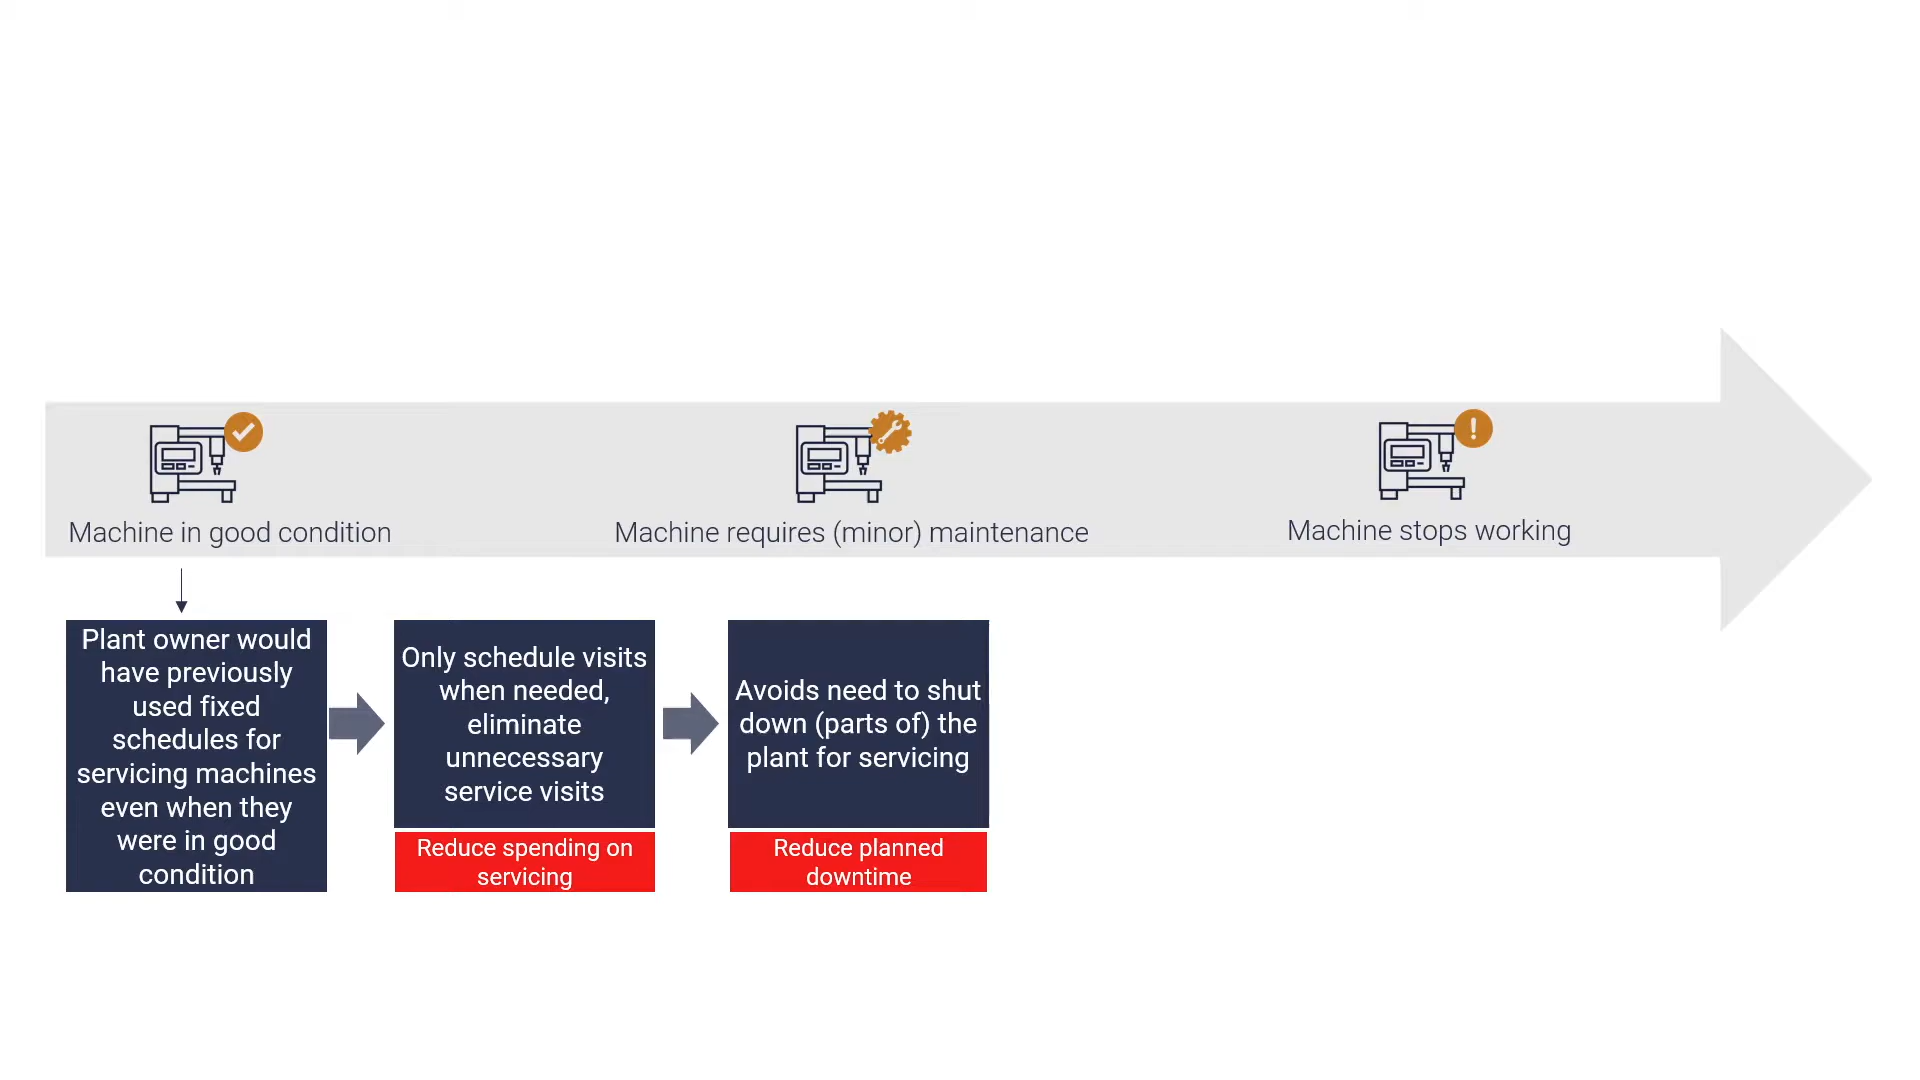 Machine in good condition
Machine requires (minor) maintenance
Machine stops working
Plant owner would
have previously
used fixed
schedules for
servicing machines
even when they
were in good
condition
Only schedule visits
when needed,
eliminate
unnecessary
service visits
Reduce spending on
servicing
Avoids need to shut
down (parts of) the
plant for servicing
Reduce planned
downtime